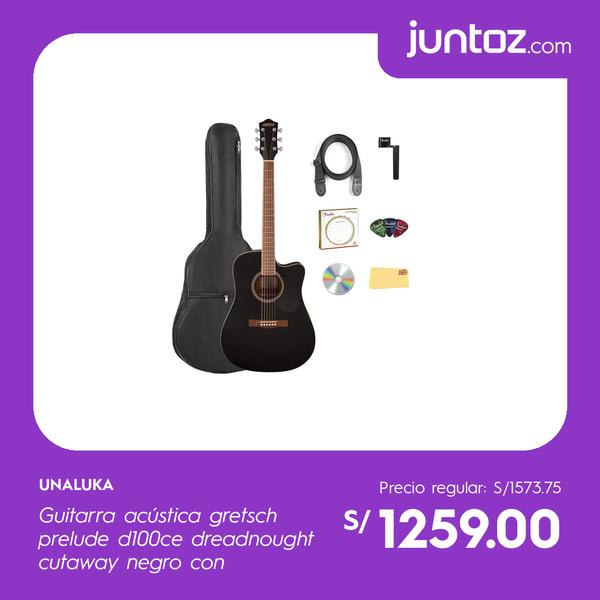 juntoz.com
UNALUKA
Guitarra acústica gretsch
prelude d100ce dreadnought
cutaway negro con
Precio regular: S/1573.75
S/1259.00